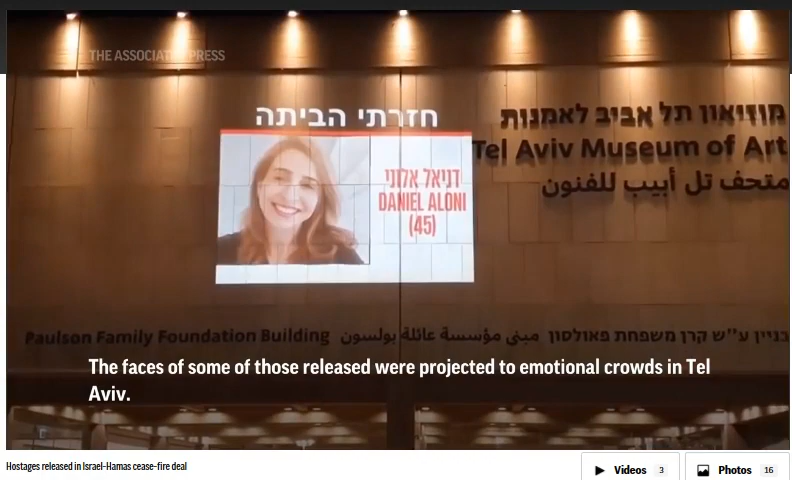 THE ASSOCIATED PRESS
חזרתי הביתה
דניאל אלוני
DANIEL ALONI
(45)
מוזיאון תל אביב לאמנות
Tel Aviv Museum of Art
متحف تل أبيب للفنون
Paulson Family Foundation Building مبنى مؤسسة عائلة بولسون בניין ע"ש קרן משפחת פאולסון
The faces of some of those released were projected to emotional crowds in Tel
Aviv.
Hostages released in Israel-Hamas cease-fire deal
Videos 3
Photos 16